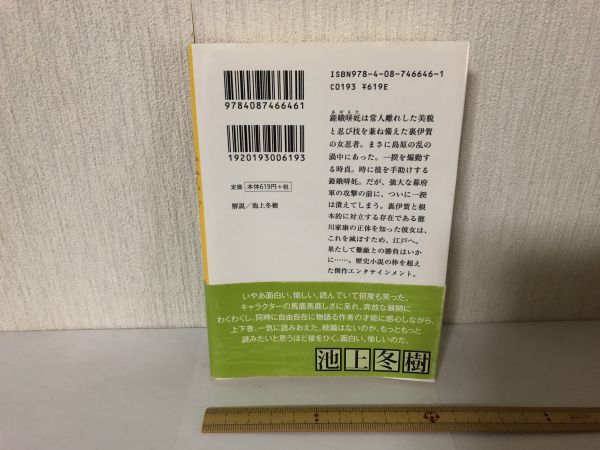 ISBN978-4-08-746646-1
C0193 ¥619E
9784087466461
1920193006193
定価 本体619円+税
解説/池上冬樹
は常人離れした美貌
と忍び技を兼ね備えた裏伊賀
の女忍者。まさに島原の乱の
渦中にあった。一揆を煽動す
る時貞。時に彼を手助けする
だが、強大な幕府
軍の攻撃の前に、ついに一揆
は潰えてしまう。裏伊賀と根
本的に対立する存在である徳
川家康の正体を知った彼女は、
これを滅ぼすため、江戸へ。
果たして難敵との勝負はいか
に……。歴史小説の枠を超え
た傑作エンタテインメント。
いやあ面白い。愉しい。読んでいて何度も笑った。
キャラクターの馬鹿馬鹿しさに呆れ、奔放な展開に
わくわくし、同時に自由自在に物語る作者の才能に感心しながら、
上下巻、一気に読みおえた。続篇はないのか。もっともっと
読みたいと思うほど後をひく。面白い、愉しいのだ。
池上冬樹